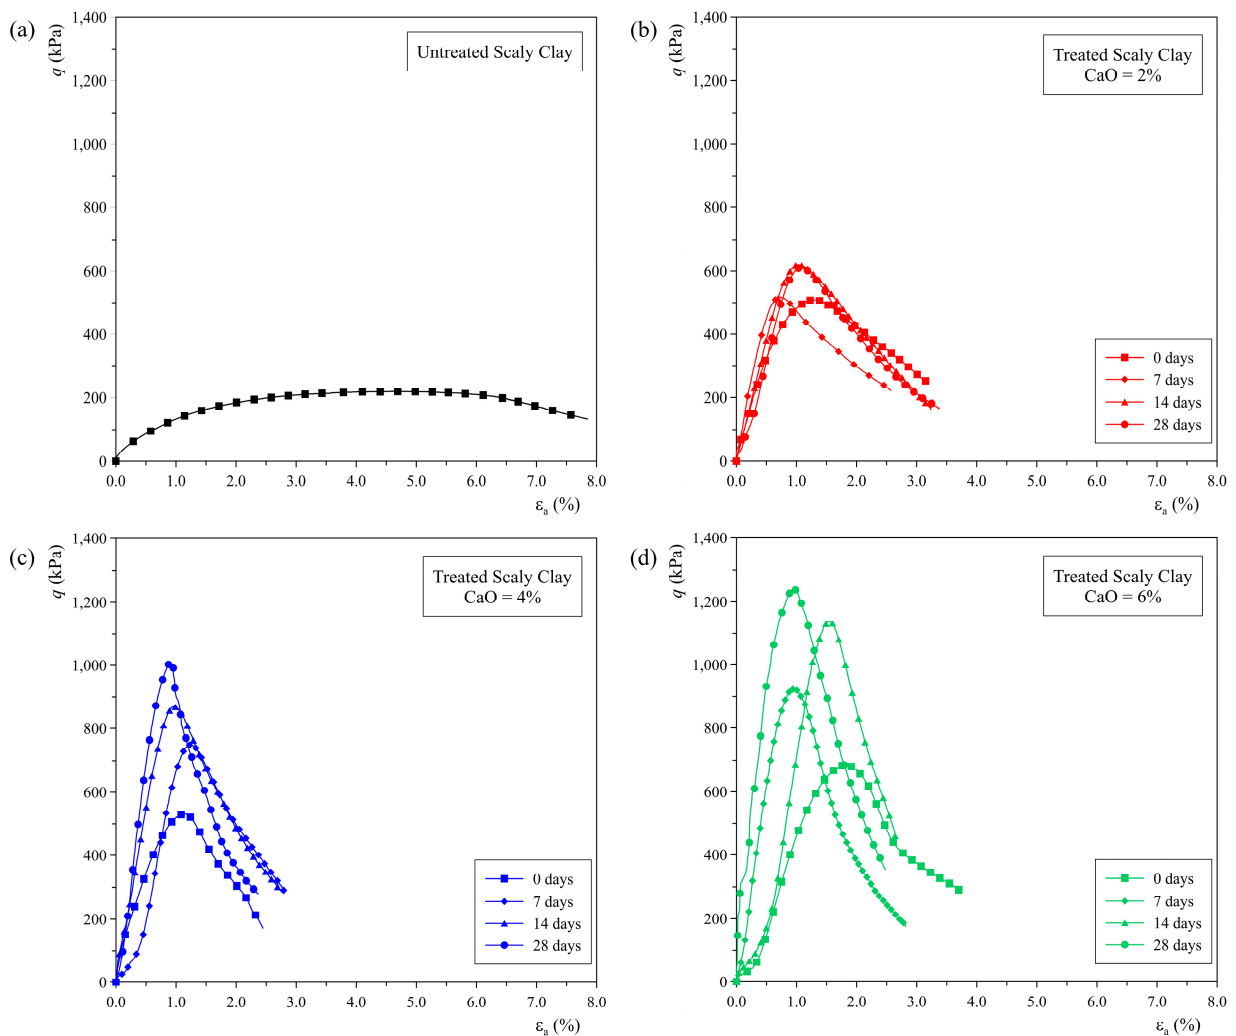 (a)
q (kPa)
1,400
1,200
1,000
800
600
400
200
0
Untreated Scaly Clay
0.0 1.0 2.0 3.0 4.0 5.0 6.0 7.0 8.0
εa (%)
(b)
q (kPa)
1,400
1,200
1,000
800
600
400
200
0
Treated Scaly Clay
CaO = 2%
0 days
7 days
14 days
28 days
0.0 1.0 2.0 3.0 4.0 5.0 6.0 7.0 8.0
εa (%)
(c)
q (kPa)
1,400
1,200
1,000
800
600
400
200
0
Treated Scaly Clay
CaO = 4%
0 days
7 days
14 days
28 days
0.0 1.0 2.0 3.0 4.0 5.0 6.0 7.0 8.0
εa (%)
(d)
q (kPa)
1,400
1,200
1,000
800
600
400
200
0
Treated Scaly Clay
CaO = 6%
0 days
7 days
14 days
28 days
0.0 1.0 2.0 3.0 4.0 5.0 6.0 7.0 8.0
εa (%)